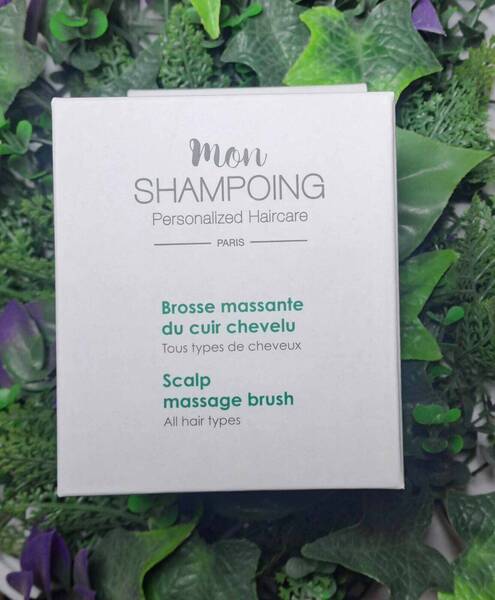 Mon
SHAMPOING
Personalized Haircare
PARIS
Brosse massante
du cuir chevelu
Tous types de cheveux
Scalp
massage brush
All hair types